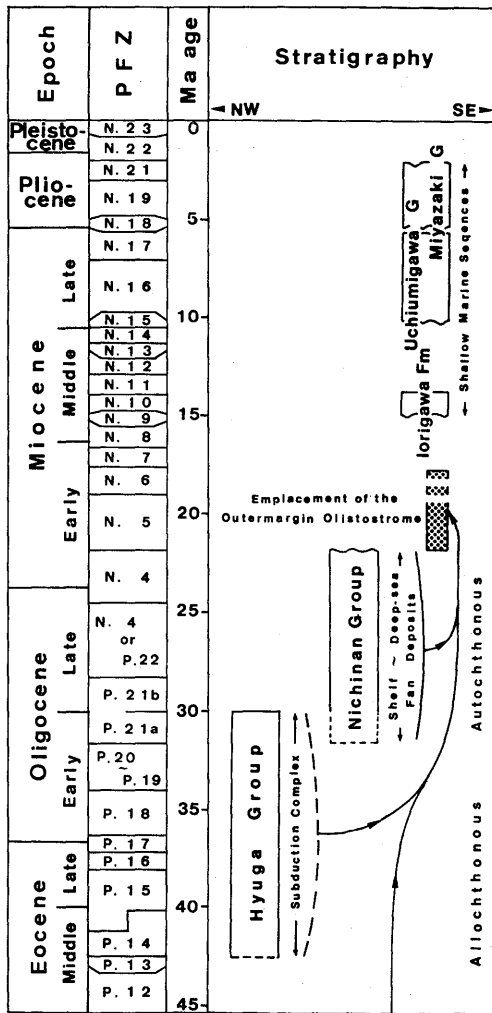 Epoch
PFZ
Ma age
Stratigraphy
NW
SE
Pleisto-
cene
Plio-
cene
Miocene
Late
Middle
Early
Oligocene
Late
Early
Eocene
Late
Middle
N. 23
N. 22
N. 21
N. 19
N. 18
N. 17
N. 16
N. 15
N. 14
N. 13
N. 12
N. 11
N. 10
N. 9
N. 8
N. 7
N. 6
N. 5
N. 4
N. 4
or
P.22
P. 21b
P. 21a
P.20
~
P.19
P. 18
P. 17
P. 16
P. 15
P. 14
P. 13
P. 12
0
5
10
15
20
25
30
35
40
45
Miyazaki G
Uchiumigawa G
Iorigawa Fm
Shallow Marine Seqences
Emplacement of the
Outermargin Olistostrome
Nichinan Group
Shelf ~ Deep-sea
Fan Deposits
Hyuga Group
Subduction Complex
Autochthonous
Allochthonous